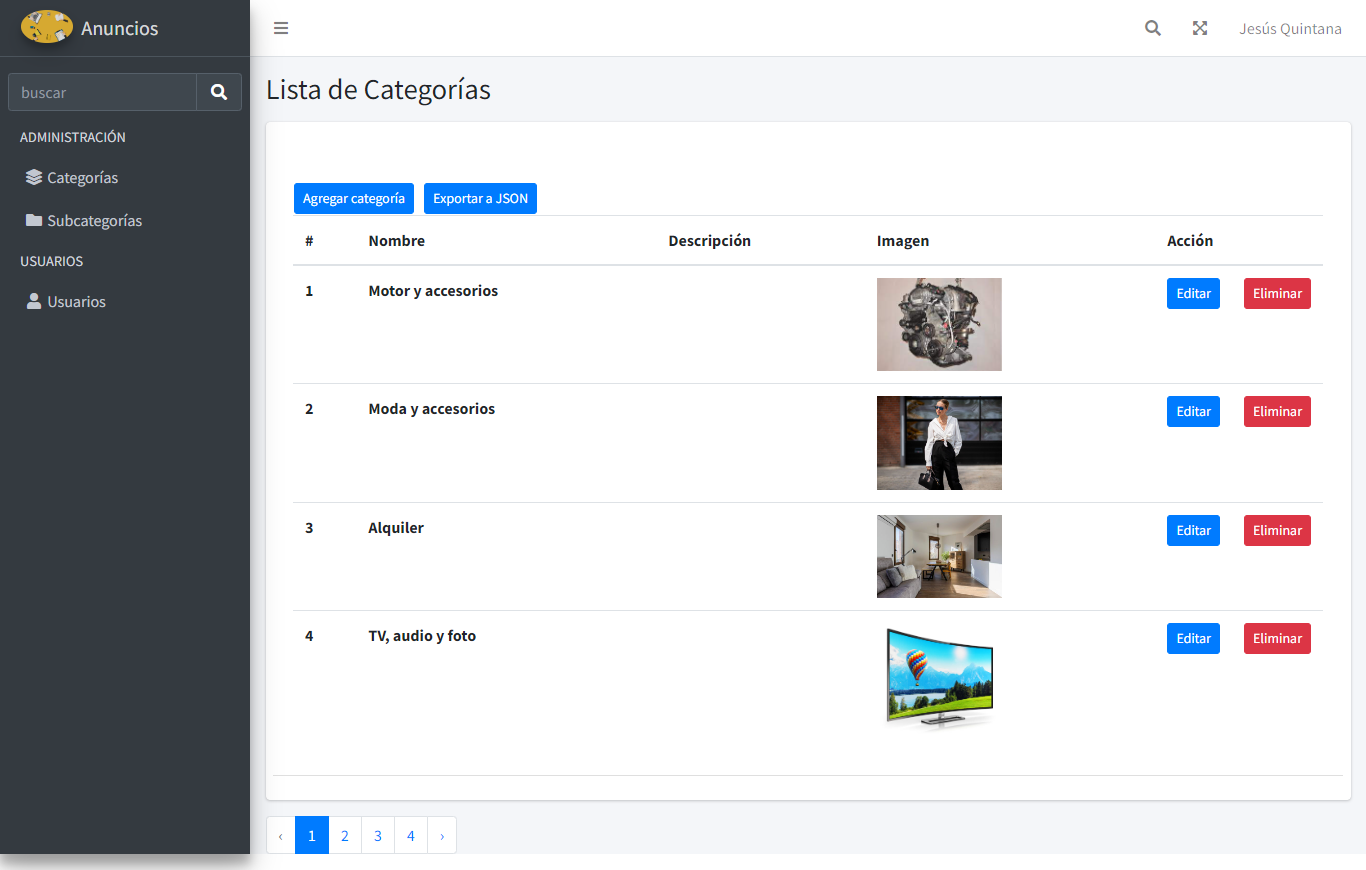 Anuncios
Jesús Quintana
buscar
ADMINISTRACIÓN
Categorías
Subcategorías
USUARIOS
Usuarios
Lista de Categorías
Agregar categoría Exportar a JSON
# Nombre Descripción Imagen Acción
1 Motor y accesorios Editar Eliminar
2 Moda y accesorios Editar Eliminar
3 Alquiler Editar Eliminar
4 TV, audio y foto Editar Eliminar
‹ 1 2 3 4 ›